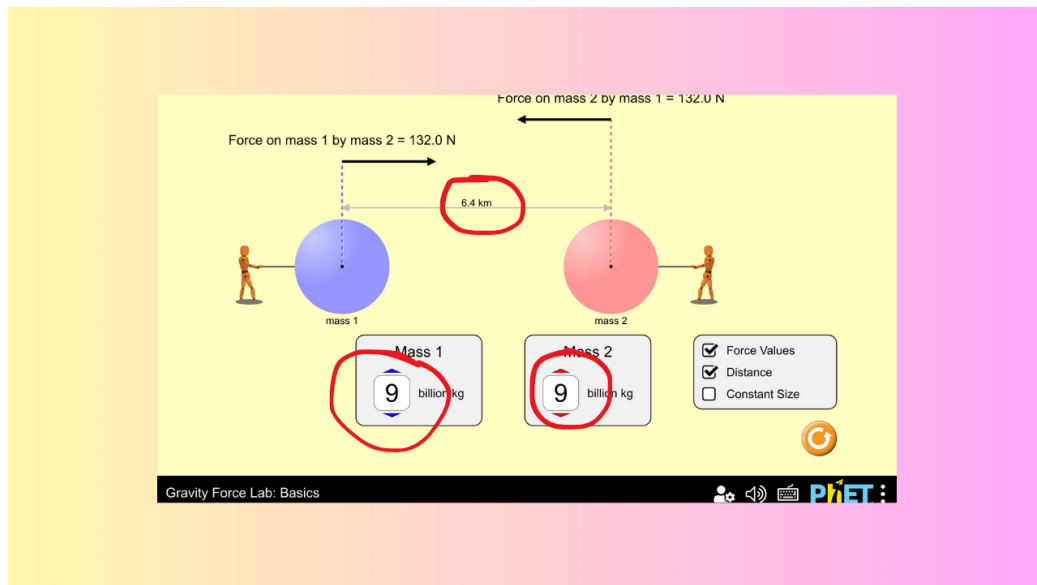 Force on mass 2 by mass 1 = 132.0 N
Force on mass 1 by mass 2 = 132.0 N
6.4 km
mass 1
mass 2
Mass 1
9 billion kg
Mass 2
9 billion kg
Force Values
Distance
Constant Size
Gravity Force Lab: Basics
PhET